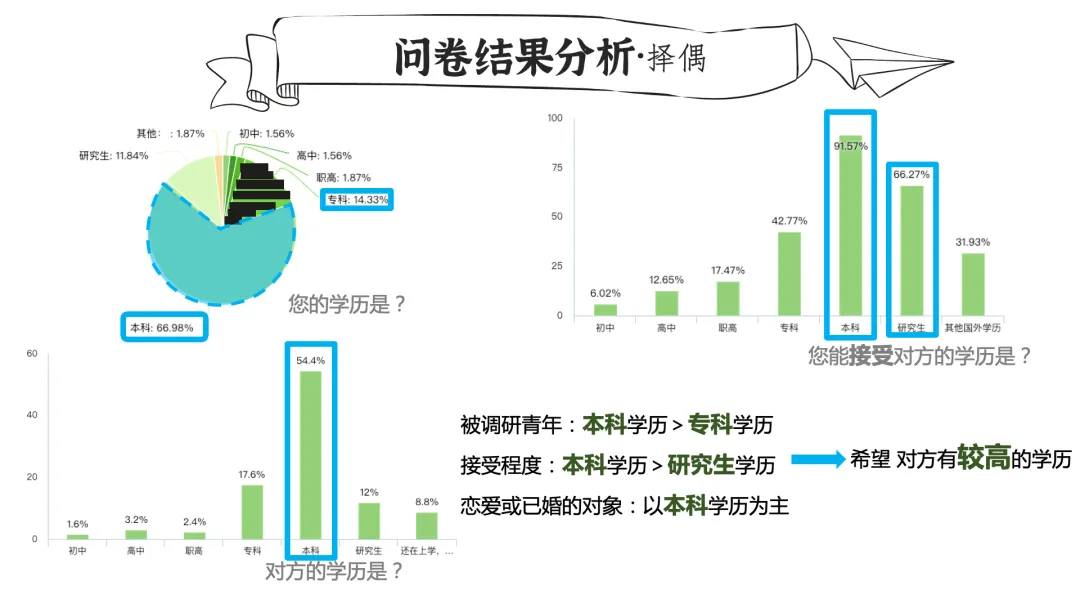 问卷结果分析·择偶
其他： : 1.87%
初中: 1.56%
研究生: 11.84%
高中: 1.56%
职高: 1.87%
专科: 14.33%
本科: 66.98%
您的学历是？
100
75
50
25
0
6.02%
12.65%
17.47%
42.77%
91.57%
66.27%
31.93%
初中 高中 职高 专科 本科 研究生 其他国外学历
您能接受对方的学历是？
60
40
20
0
1.6%
3.2%
2.4%
17.6%
54.4%
12%
8.8%
初中 高中 职高 专科 本科 研究生 还在上学，...
对方的学历是？
被调研青年：本科学历 > 专科学历
接受程度：本科学历 > 研究生学历
恋爱或已婚的对象：以本科学历为主
希望 对方有较高的学历